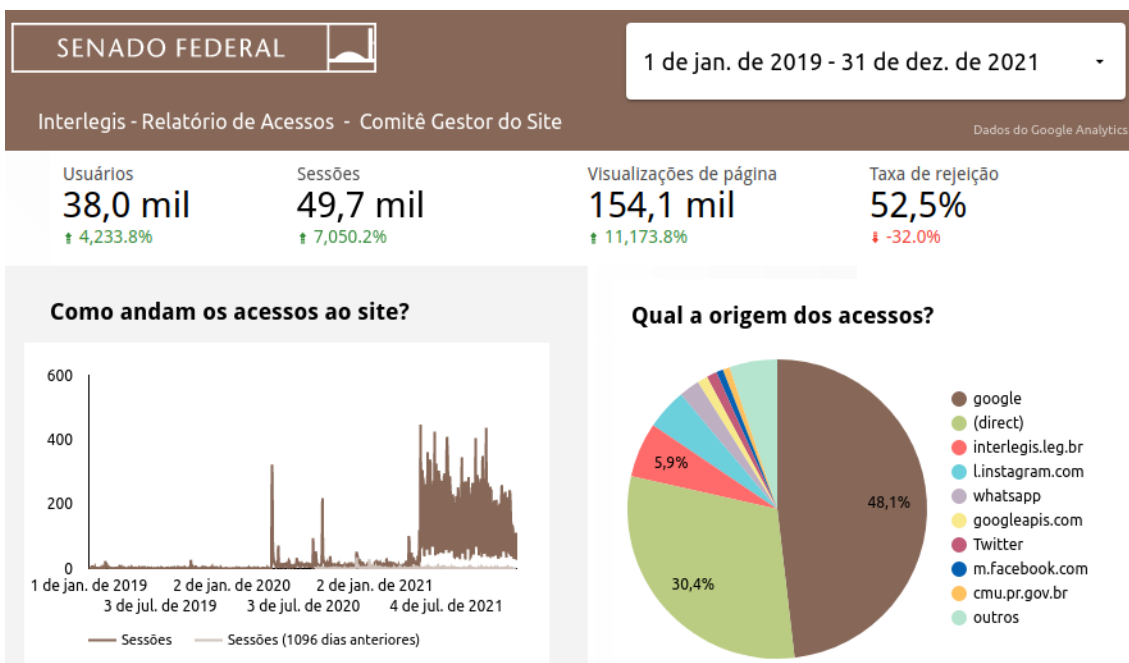 SENADO FEDERAL
1 de jan. de 2019 - 31 de dez. de 2021
Interlegis - Relatório de Acessos - Comitê Gestor do Site
Dados do Google Analytics
Usuários
38,0 mil
4,233.8%
Sessões
49,7 mil
7,050.2%
Visualizações de página
154,1 mil
11,173.8%
Taxa de rejeição
52,5%
-32.0%
Como andam os acessos ao site?
600
400
200
0
1 de jan. de 2019
2 de jan. de 2020
2 de jan. de 2021
3 de jul. de 2019
3 de jul. de 2020
4 de jul. de 2021
Sessões
Sessões (1096 dias anteriores)
Qual a origem dos acessos?
5,9%
48,1%
30,4%
google
(direct)
interlegis.leg.br
l.instagram.com
whatsapp
googleapis.com
Twitter
m.facebook.com
cmu.pr.gov.br
outros